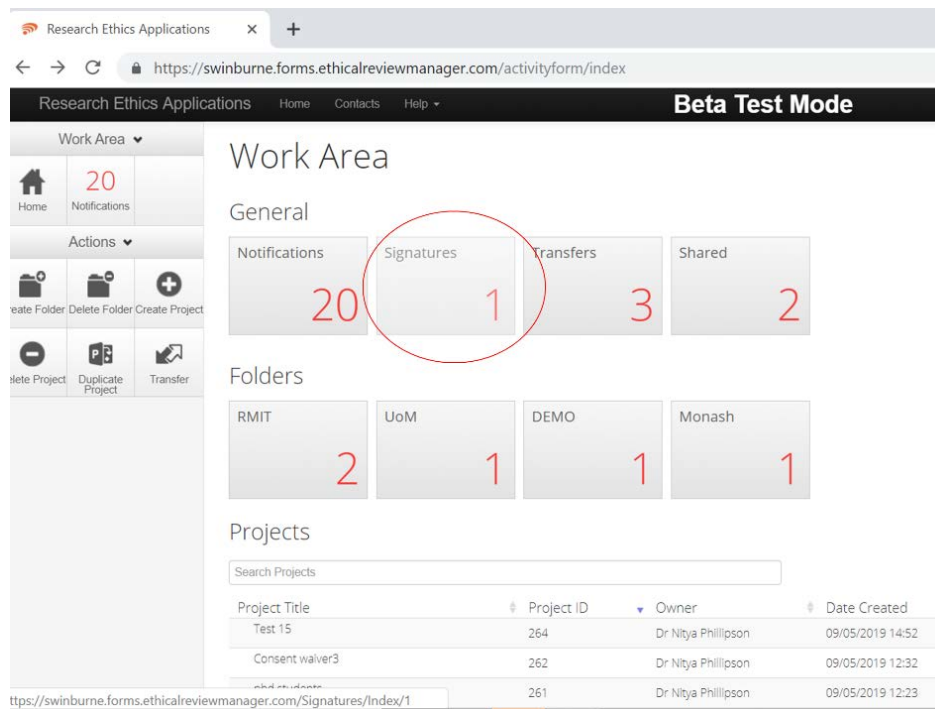 Research Ethics Applications
https://swinburne.forms.ethicalreviewmanager.com/activityform/index
Research Ethics Applications Home Contacts Help Beta Test Mode
Work Area
20
Home Notifications
Actions
reate Folder Delete Folder Create Project
elete Project Duplicate Project Transfer
Work Area
General
Notifications Signatures Transfers Shared
20 1 3 2
Folders
RMIT UoM DEMO Monash
2 1 1 1
Projects
Search Projects
Project Title Project ID Owner Date Created
Test 15 264 Dr Nitya Phillipson 09/05/2019 14:52
Consent waiver3 262 Dr Nitya Phillipson 09/05/2019 12:32
phd students 261 Dr Nitya Phillipson 09/05/2019 12:23
ttps://swinburne.forms.ethicalreviewmanager.com/Signatures/Index/1